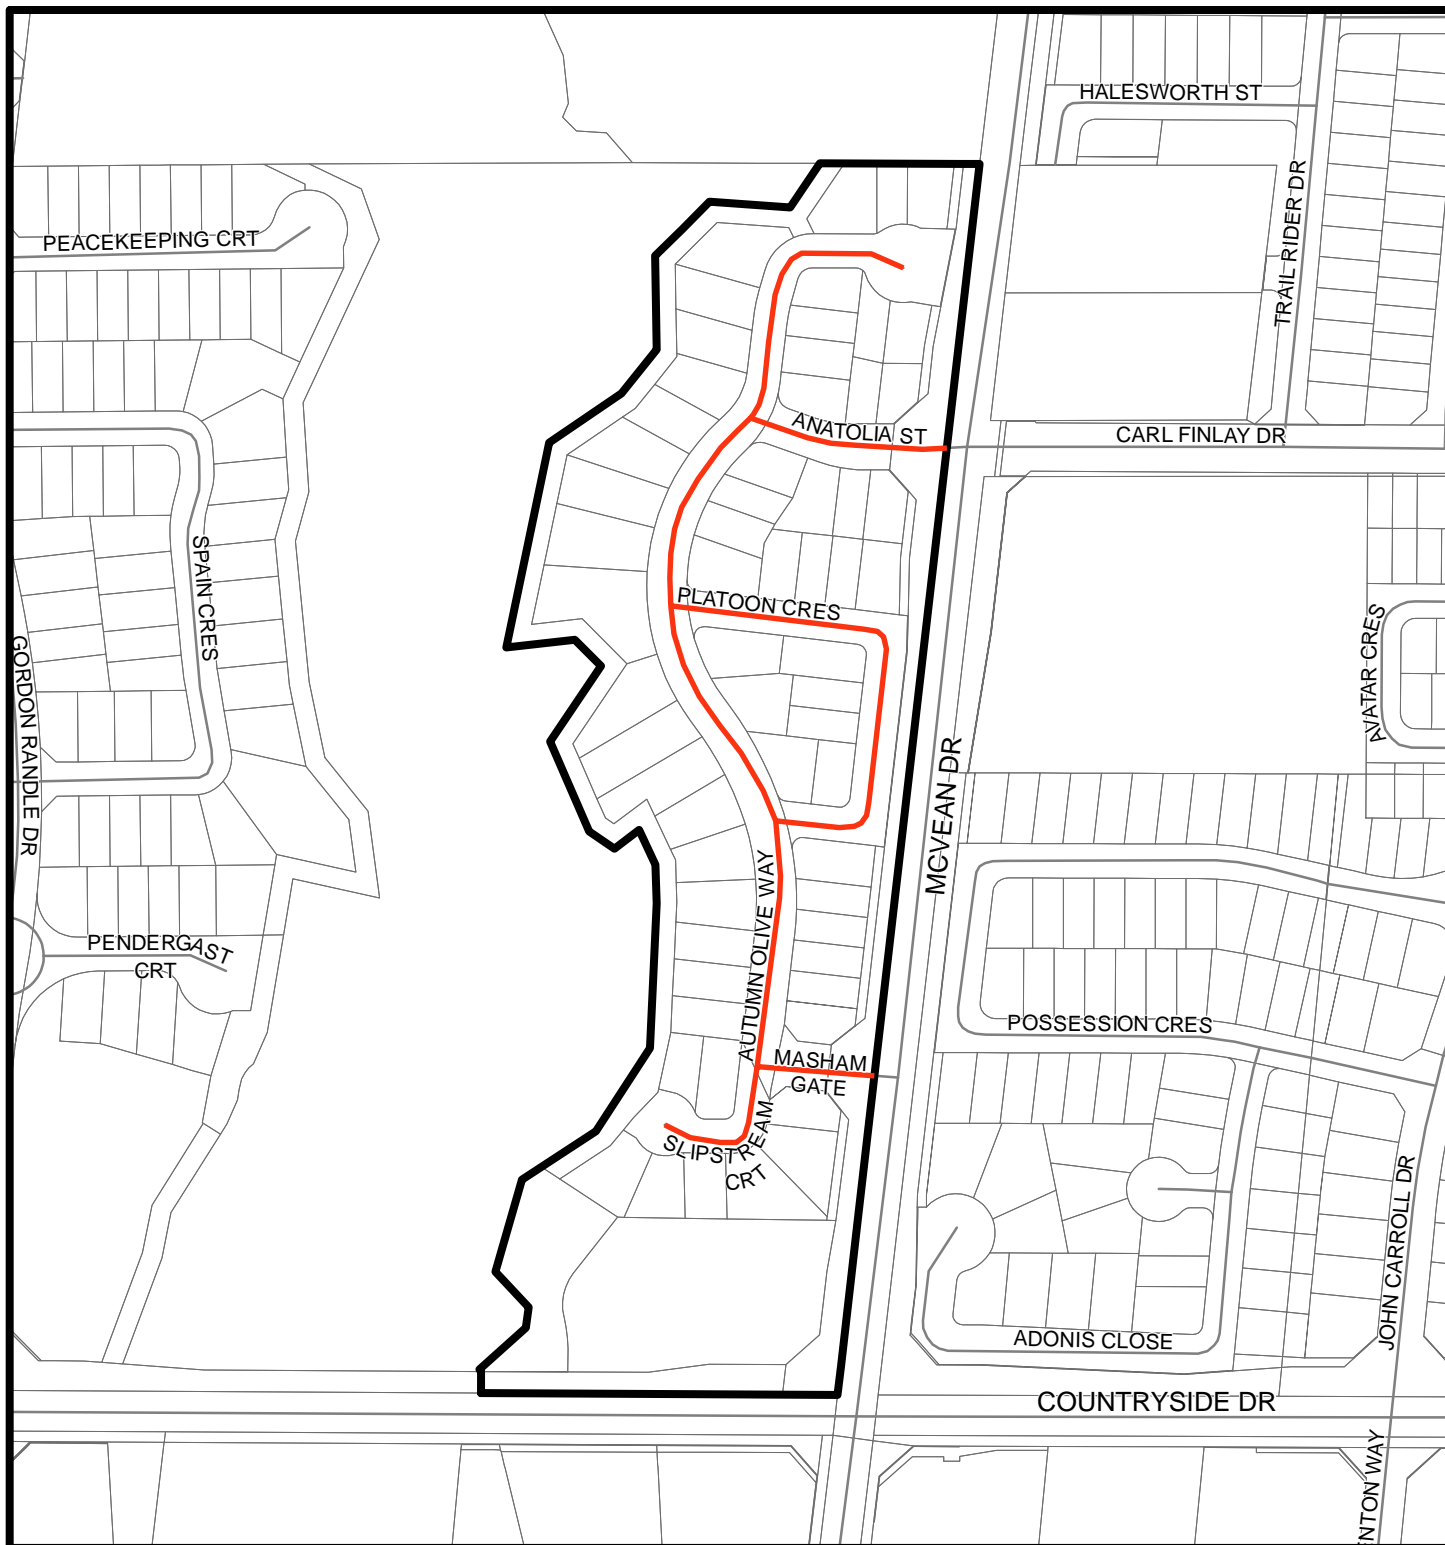 HALESWORTH ST
TRAIL RIDER DR
PEACEKEEPING CRT
ANATOLIA ST
CARL FINLAY DR
SPAIN CRES
PLATOON CRES
AVATAR CRES
GORDON RANDLE DR
MCVEAN DR
AUTUMN OLIVE WAY
PENDERGAST
CRT
POSSESSION CRES
MASHAM
GATE
SLIPSTREAM
CRT
JOHN CARROLL DR
ADONIS CLOSE
COUNTRYSIDE DR
ENTON WAY